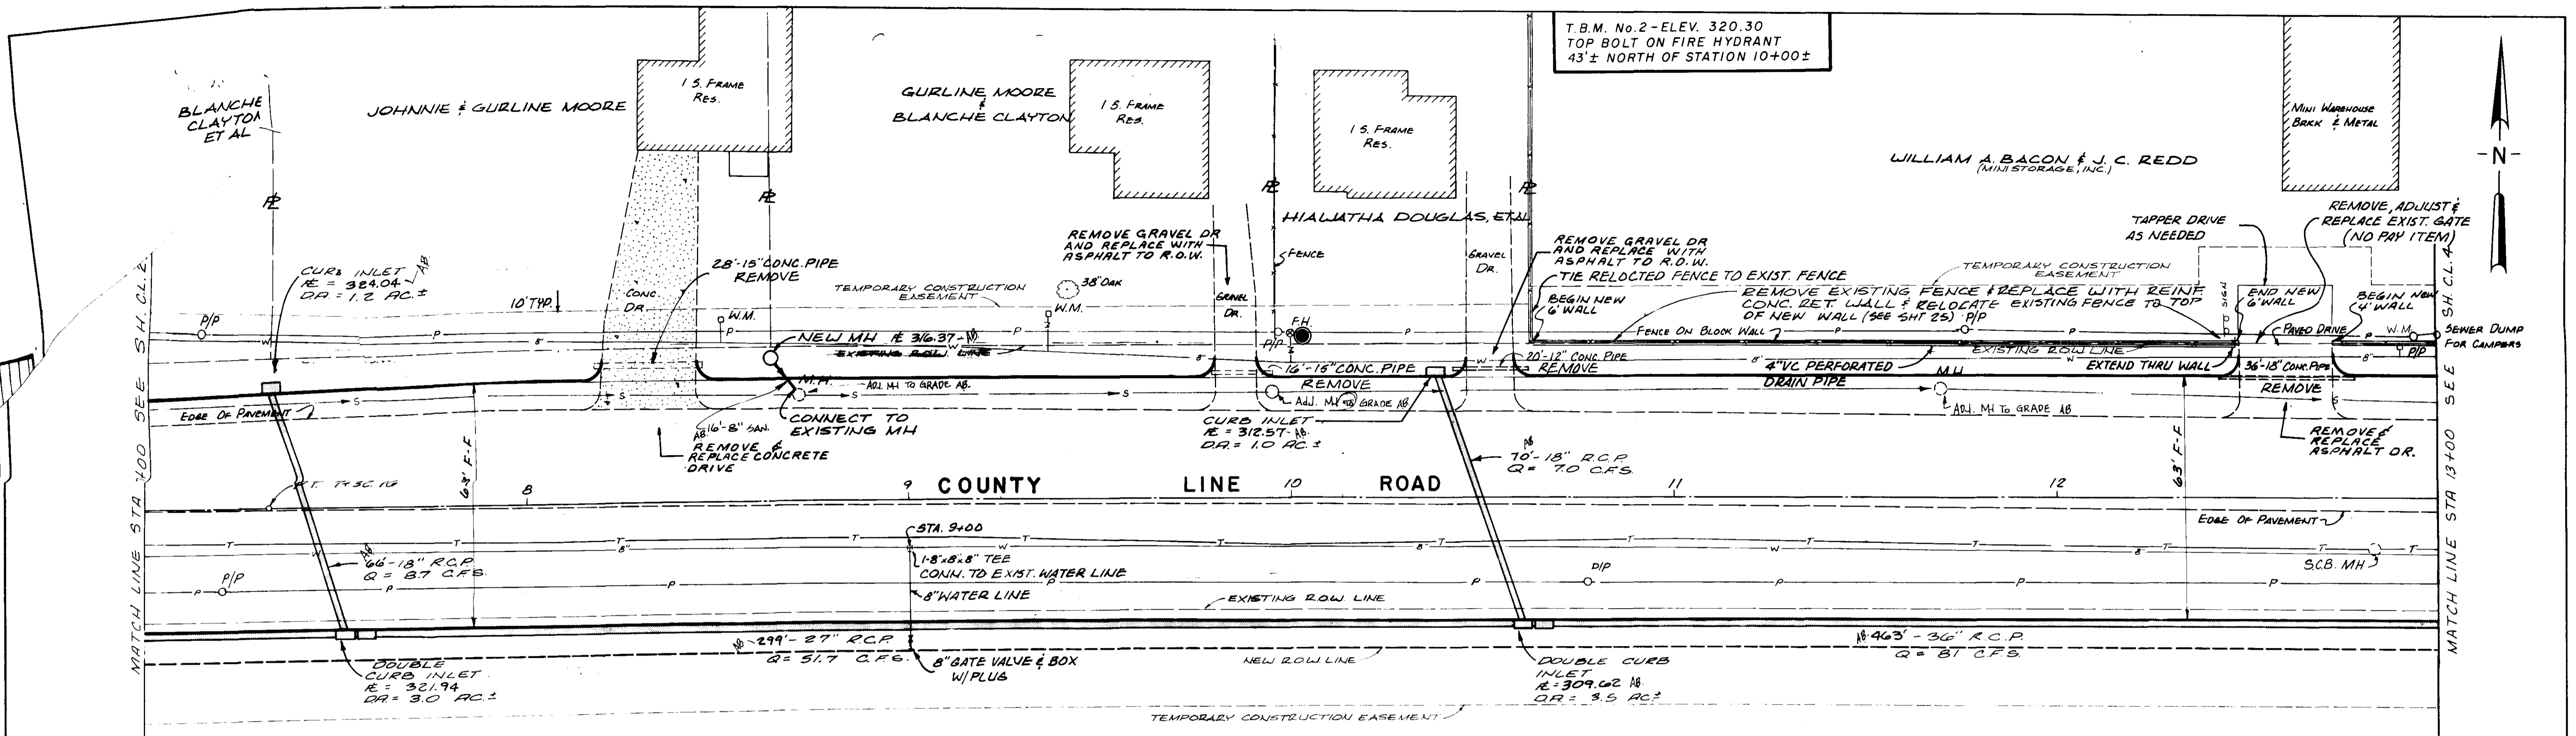 T.B.M. No.2-ELEV. 320.30
TOP BOLT ON FIRE HYDRANT
43'± NORTH OF STATION 10+00±
BLANCHE
CLAYTON
ET AL
JOHNNIE & GURLINE MOORE
1 S. FRAME
RES.
GURLINE MOORE
&
BLANCHE CLAYTON
1 S. FRAME
RES.
1 S. FRAME
RES.
HIAWATHA DOUGLAS, ET AL
WILLIAM A. BACON & J. C. REDD
(MINI STORAGE, INC.)
MINI WAREHOUSE
BRICK & METAL
-N-
TAPPER DRIVE
AS NEEDED
REMOVE, ADJUST &
REPLACE EXIST. GATE
(NO PAY ITEM)
CURB INLET
324.04 AB
D.A. = 1.2 AC.±
28'-15" CONC. PIPE
REMOVE
CONC.
DR.
10' TYP.
TEMPORARY CONSTRUCTION
EASEMENT
38" OAK
REMOVE GRAVEL DR
AND REPLACE WITH
ASPHALT TO R.O.W.
GRAVEL
DR.
FENCE
GRAVEL
DR.
REMOVE GRAVEL DR
AND REPLACE WITH
ASPHALT TO R.O.W.
TIE RELOCTED FENCE TO EXIST. FENCE
BEGIN NEW
6' WALL
TEMPORARY CONSTRUCTION
EASEMENT
REMOVE EXISTING FENCE & REPLACE WITH REINF.
CONC. RET. WALL & RELOCATE EXISTING FENCE TO TOP
OF NEW WALL (SEE SHT 25)
P/P
SIGN
END NEW
6' WALL
BEGIN NEW
4' WALL
P/P
W.M.
W.M.
F.H.
P/P
FENCE ON BLOCK WALL
PAVED DRIVE
W.M.
P/P
SEWER DUMP
FOR CAMPERS
NEW MH 316.37-AB
EXISTING R.O.W. LINE
M.H.
ADJ. MH TO GRADE AB.
16'-15" CONC. PIPE
REMOVE
ADJ. MH TO GRADE AB
20'-12" CONC. PIPE
REMOVE
4" VC PERFORATED
DRAIN PIPE
EXISTING ROW LINE
EXTEND THRU WALL
36'-18" CONC. PIPE
REMOVE
M.H
ADJ. MH TO GRADE AB
EDGE OF PAVEMENT
AB. 16'-8" SAN.
CONNECT TO
EXISTING MH
REMOVE &
REPLACE CONCRETE
DRIVE
CURB INLET
312.57-AB
D.A. = 1.0 AC.±
AB
70'-18" R.C.P.
Q = 7.0 C.F.S.
REMOVE &
REPLACE
ASPHALT DR.
63' F-F
63' F-F
8 9 COUNTY LINE 10 ROAD 11 12
EDGE OF PAVEMENT
STA. 9+00
1-8"x8"x8" TEE
CONN. TO EXIST. WATER LINE
8" WATER LINE
AB
66'-18" R.C.P.
Q = 8.7 C.F.S.
P/P
P/P
S.C.B. MH
EXISTING R.O.W. LINE
AB-299'-27" R.C.P.
Q = 51.7 C.F.S.
8" GATE VALVE & BOX
W/PLUG
NEW ROW LINE
AB-463'-36" R.C.P.
Q = 81 C.F.S.
DOUBLE
CURB INLET
321.94
D.A. = 3.0 AC.±
DOUBLE CURB
INLET
309.62 AB.
D.A. = 3.5 AC±
TEMPORARY CONSTRUCTION EASEMENT
MATCH LINE STA +00 SEE SH. CL. 2.
MATCH LINE STA 13+00 SEE SH. C.L. 4.